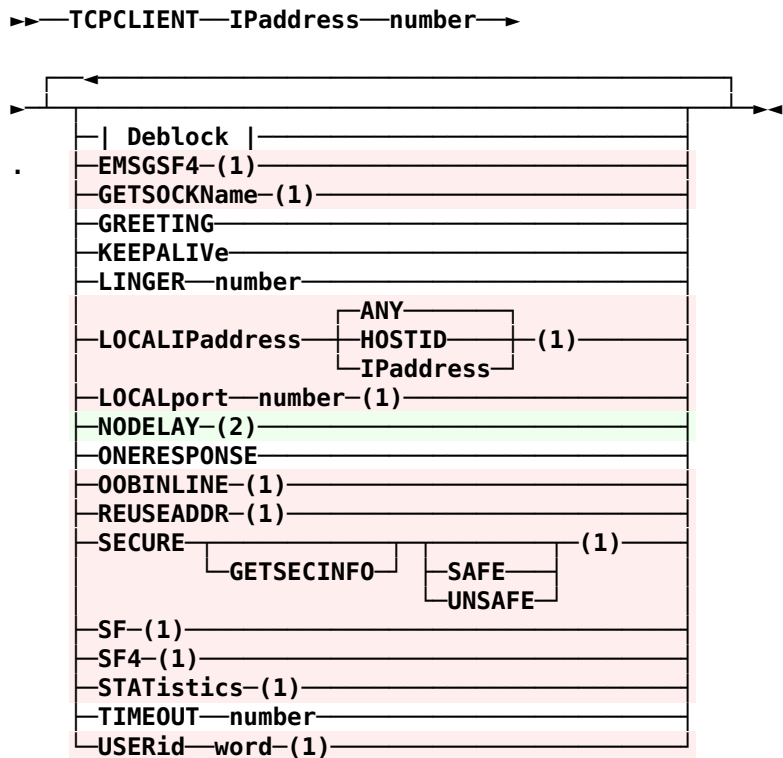 ►►──TCPCLIENT──IPaddress──number──►
| Deblock |
.
EMSGSF4─(1)
GETSOCKName─(1)
GREETING
KEEPALIVe
LINGER──number
ANY
LOCALIPaddress──HOSTID──(1)
IPaddress
LOCALport──number─(1)
NODELAY─(2)
ONERESPONSE
OOBINLINE─(1)
REUSEADDR─(1)
SECURE──(1)
GETSECINFO SAFE
UNSAFE
SF─(1)
SF4─(1)
STATistics─(1)
TIMEOUT──number
USERid──word─(1)